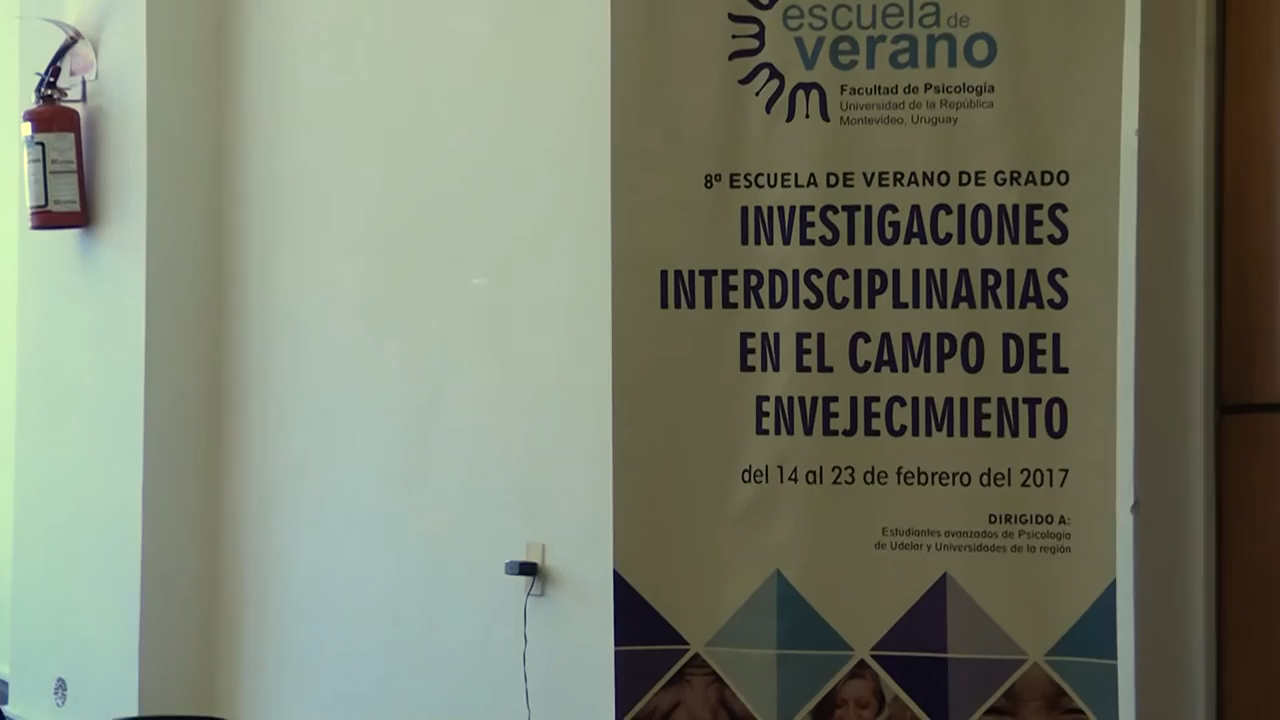 escuela de
verano
Facultad de Psicología
Universidad de la República
Montevideo, Uruguay
8ª ESCUELA DE VERANO DE GRADO
INVESTIGACIONES
INTERDISCIPLINARIAS
EN EL CAMPO DEL
ENVEJECIMIENTO
del 14 al 23 de febrero del 2017
DIRIGIDO A:
Estudiantes avanzados de Psicología
de Udelar y Universidades de la región